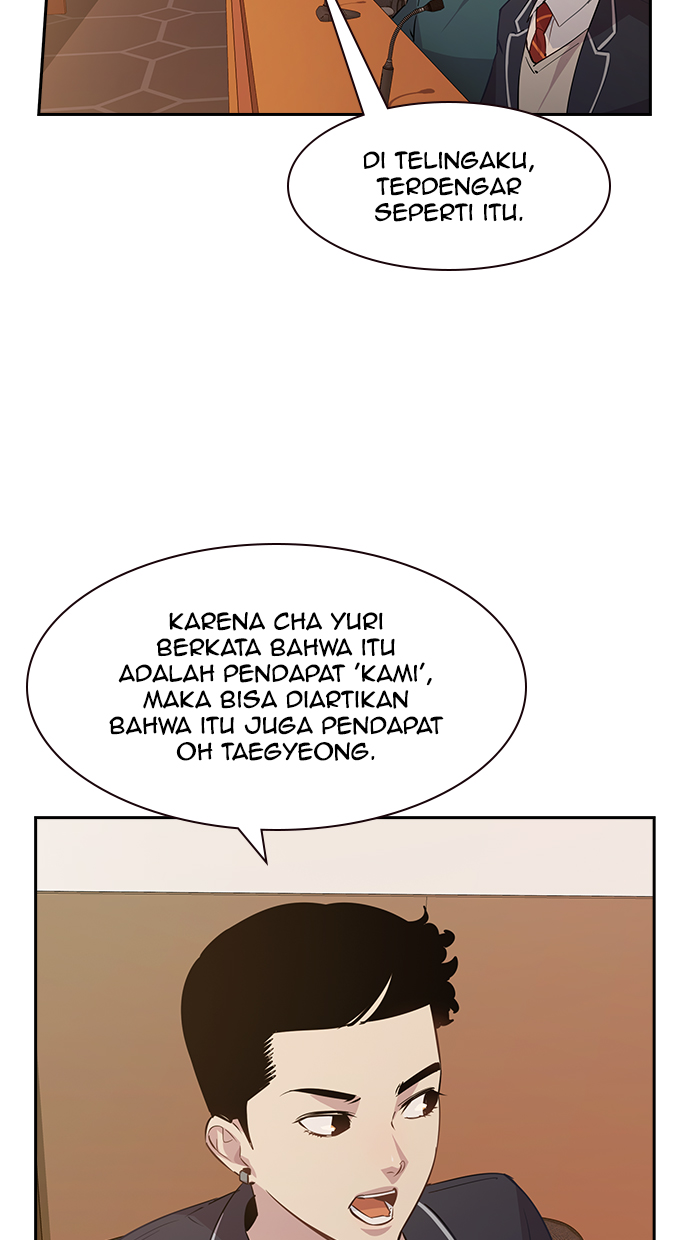 DI TELINGAKU,
TERDENGAR
SEPERTI ITU.
KARENA CHA YURI
BERKATA BAHWA ITU
ADALAH PENDAPAT 'KAMI',
MAKA BISA DIARTIKAN
BAHWA ITU JUGA PENDAPAT
OH TAEGYEONG.